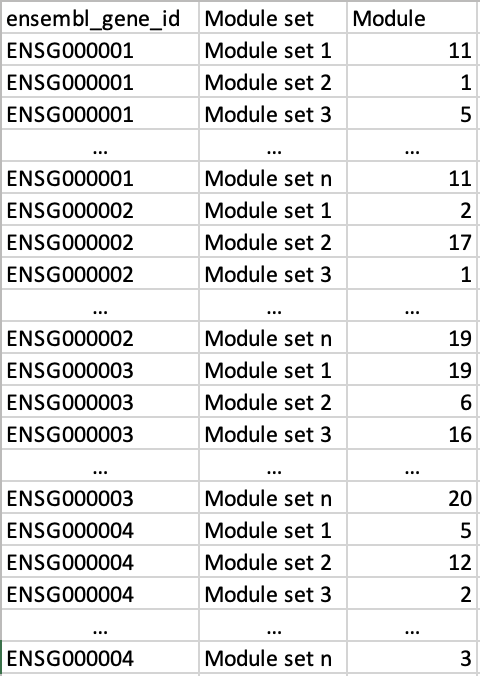 ensembl_gene_id Module set Module
ENSG000001 Module set 1 11
ENSG000001 Module set 2 1
ENSG000001 Module set 3 5
... ... ...
ENSG000001 Module set n 11
ENSG000002 Module set 1 2
ENSG000002 Module set 2 17
ENSG000002 Module set 3 1
... ... ...
ENSG000002 Module set n 19
ENSG000003 Module set 1 19
ENSG000003 Module set 2 6
ENSG000003 Module set 3 16
... ... ...
ENSG000003 Module set n 20
ENSG000004 Module set 1 5
ENSG000004 Module set 2 12
ENSG000004 Module set 3 2
... ... ...
ENSG000004 Module set n 3